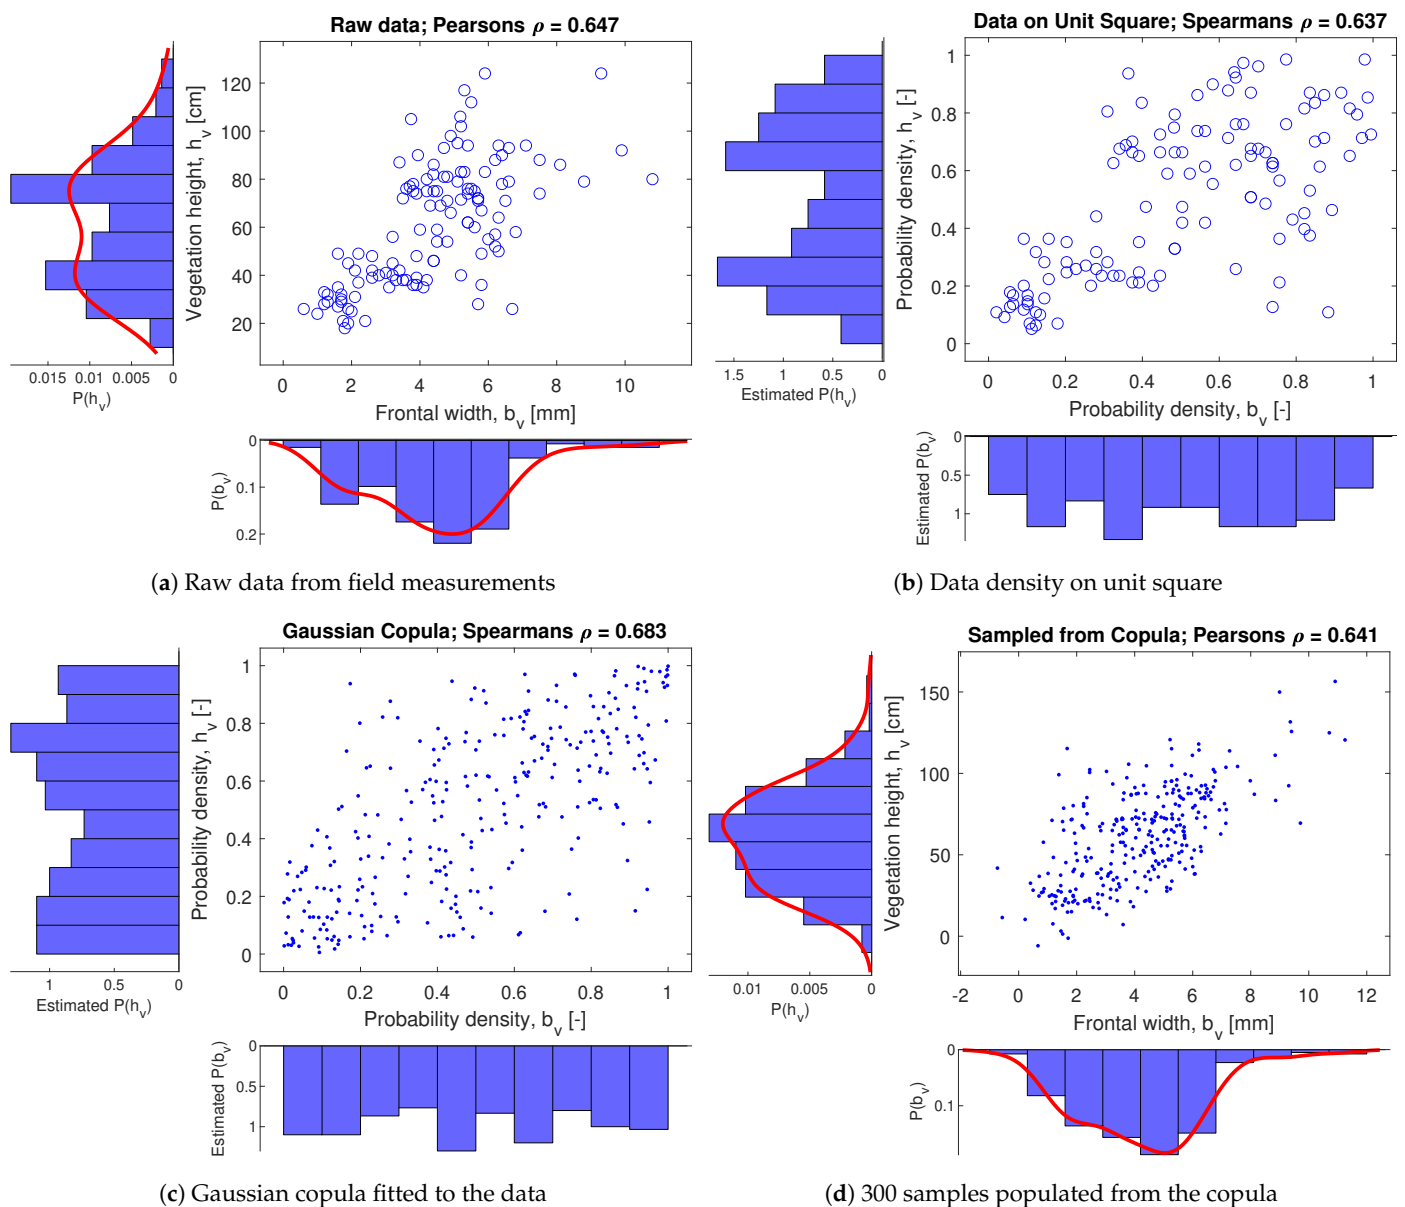 Raw data; Pearsons ρ = 0.647
120
100
80
60
40
20
Vegetation height, h_v [cm]
0.015 0.01 0.005 0
P(h_v)
0 2 4 6 8 10
Frontal width, b_v [mm]
0
0.1
0.2
P(b_v)
(a) Raw data from field measurements
Data on Unit Square; Spearmans ρ = 0.637
1
0.8
0.6
0.4
0.2
0
Probability density, h_v [-]
1.5 1 0.5 0
Estimated P(h_v)
0 0.2 0.4 0.6 0.8 1
Probability density, b_v [-]
0
0.5
1
Estimated P(b_v)
(b) Data density on unit square
Gaussian Copula; Spearmans ρ = 0.683
1
0.8
0.6
0.4
0.2
0
Probability density, h_v [-]
1 0.5 0
Estimated P(h_v)
0 0.2 0.4 0.6 0.8 1
Probability density, b_v [-]
0
0.5
1
Estimated P(b_v)
(c) Gaussian copula fitted to the data
Sampled from Copula; Pearsons ρ = 0.641
150
100
50
0
Vegetation height, h_v [cm]
0.01 0.005 0
P(h_v)
-2 0 2 4 6 8 10 12
Frontal width, b_v [mm]
0
0.1
P(b_v)
(d) 300 samples populated from the copula